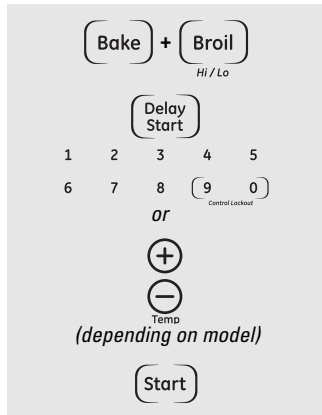 Bake + Broil
Hi / Lo
Delay
Start
1 2 3 4 5
6 7 8 9 0
Control Lockout
or
+
−
Temp
(depending on model)
Start